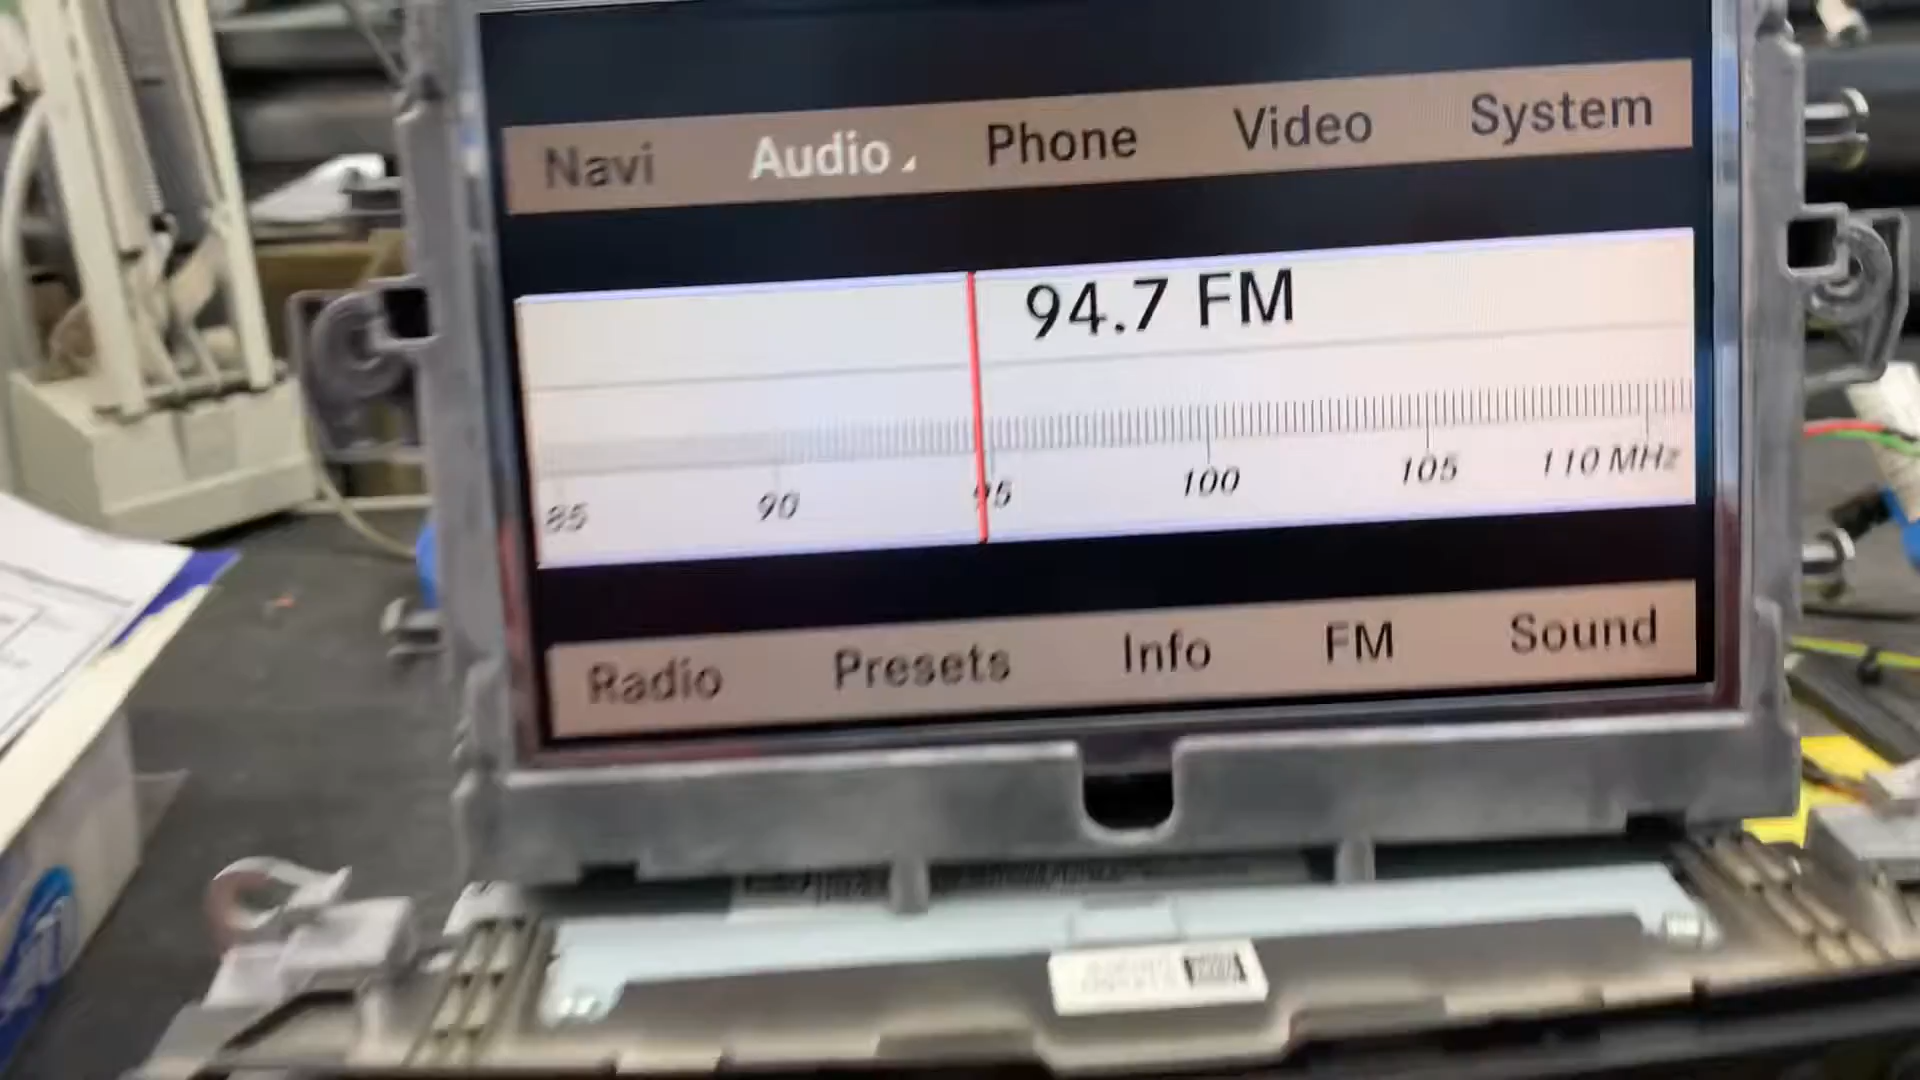 Navi Audio Phone Video System
94.7 FM
85 90 95 100 105 110 MHz
Radio Presets Info FM Sound